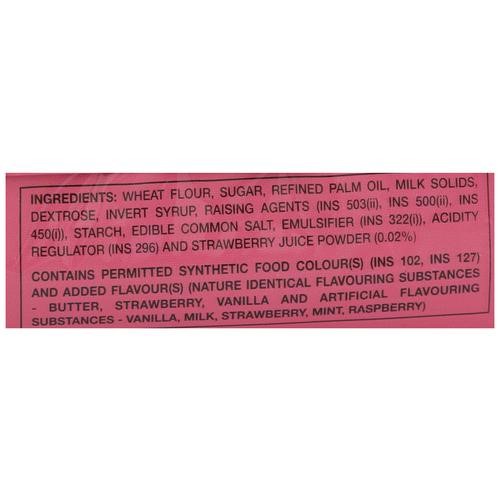 INGREDIENTS: WHEAT FLOUR, SUGAR, REFINED PALM OIL, MILK SOLIDS,
DEXTROSE, INVERT SYRUP, RAISING AGENTS (INS 503(ii), INS 500(ii), INS
450(i)), STARCH, EDIBLE COMMON SALT, EMULSIFIER (INS 322(i)), ACIDITY
REGULATOR (INS 296) AND STRAWBERRY JUICE POWDER (0.02%)
CONTAINS PERMITTED SYNTHETIC FOOD COLOUR(S) (INS 102, INS 127)
AND ADDED FLAVOUR(S) (NATURE IDENTICAL FLAVOURING SUBSTANCES
- BUTTER, STRAWBERRY, VANILLA AND ARTIFICIAL FLAVOURING
SUBSTANCES - VANILLA, MILK, STRAWBERRY, MINT, RASPBERRY)